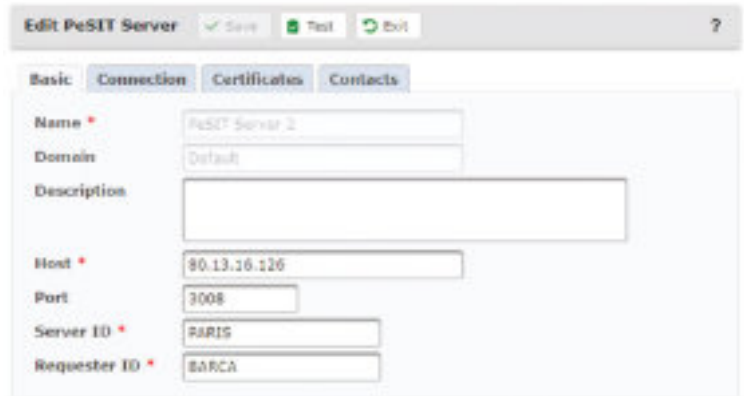 Edit PeSIT Server Save Test Exit ?
Basic Connection Certificates Contacts
Name * PeSIT Server 2
Domain Default
Description
Host * 80.13.16.126
Port 3008
Server ID * PARIS
Requester ID * BARCA